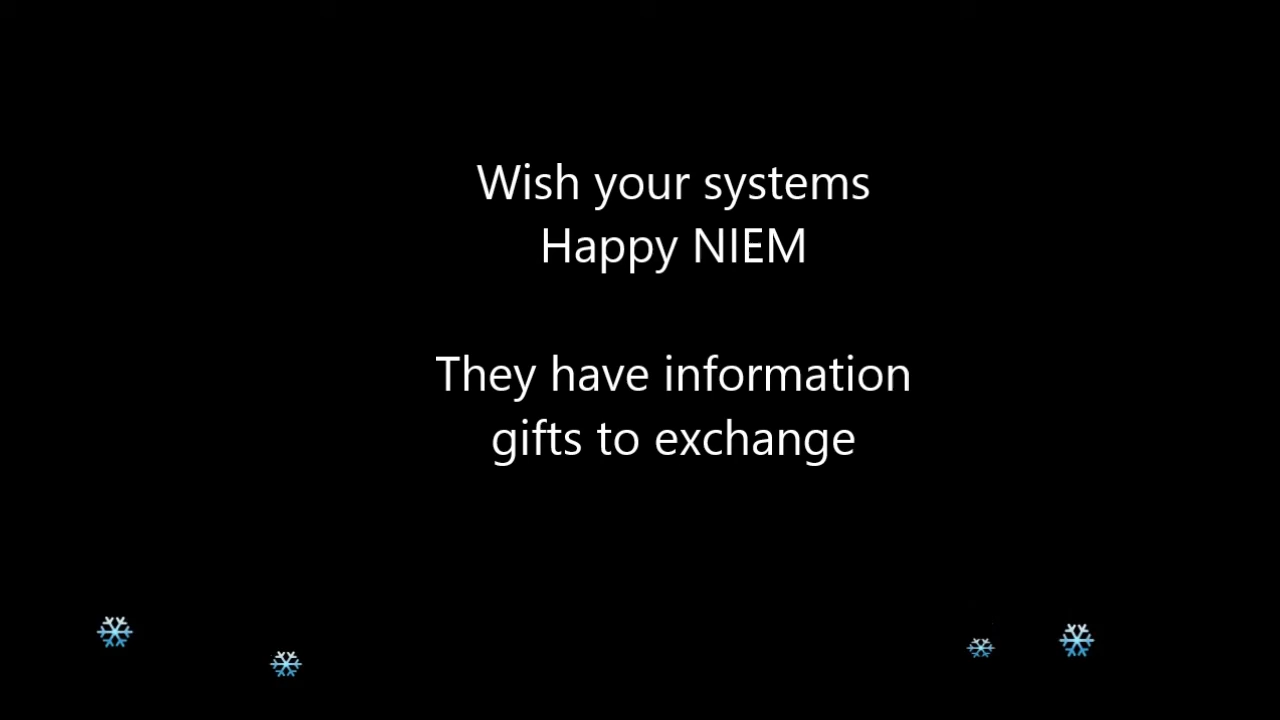 Wish your systems
Happy NIEM
They have information
gifts to exchange